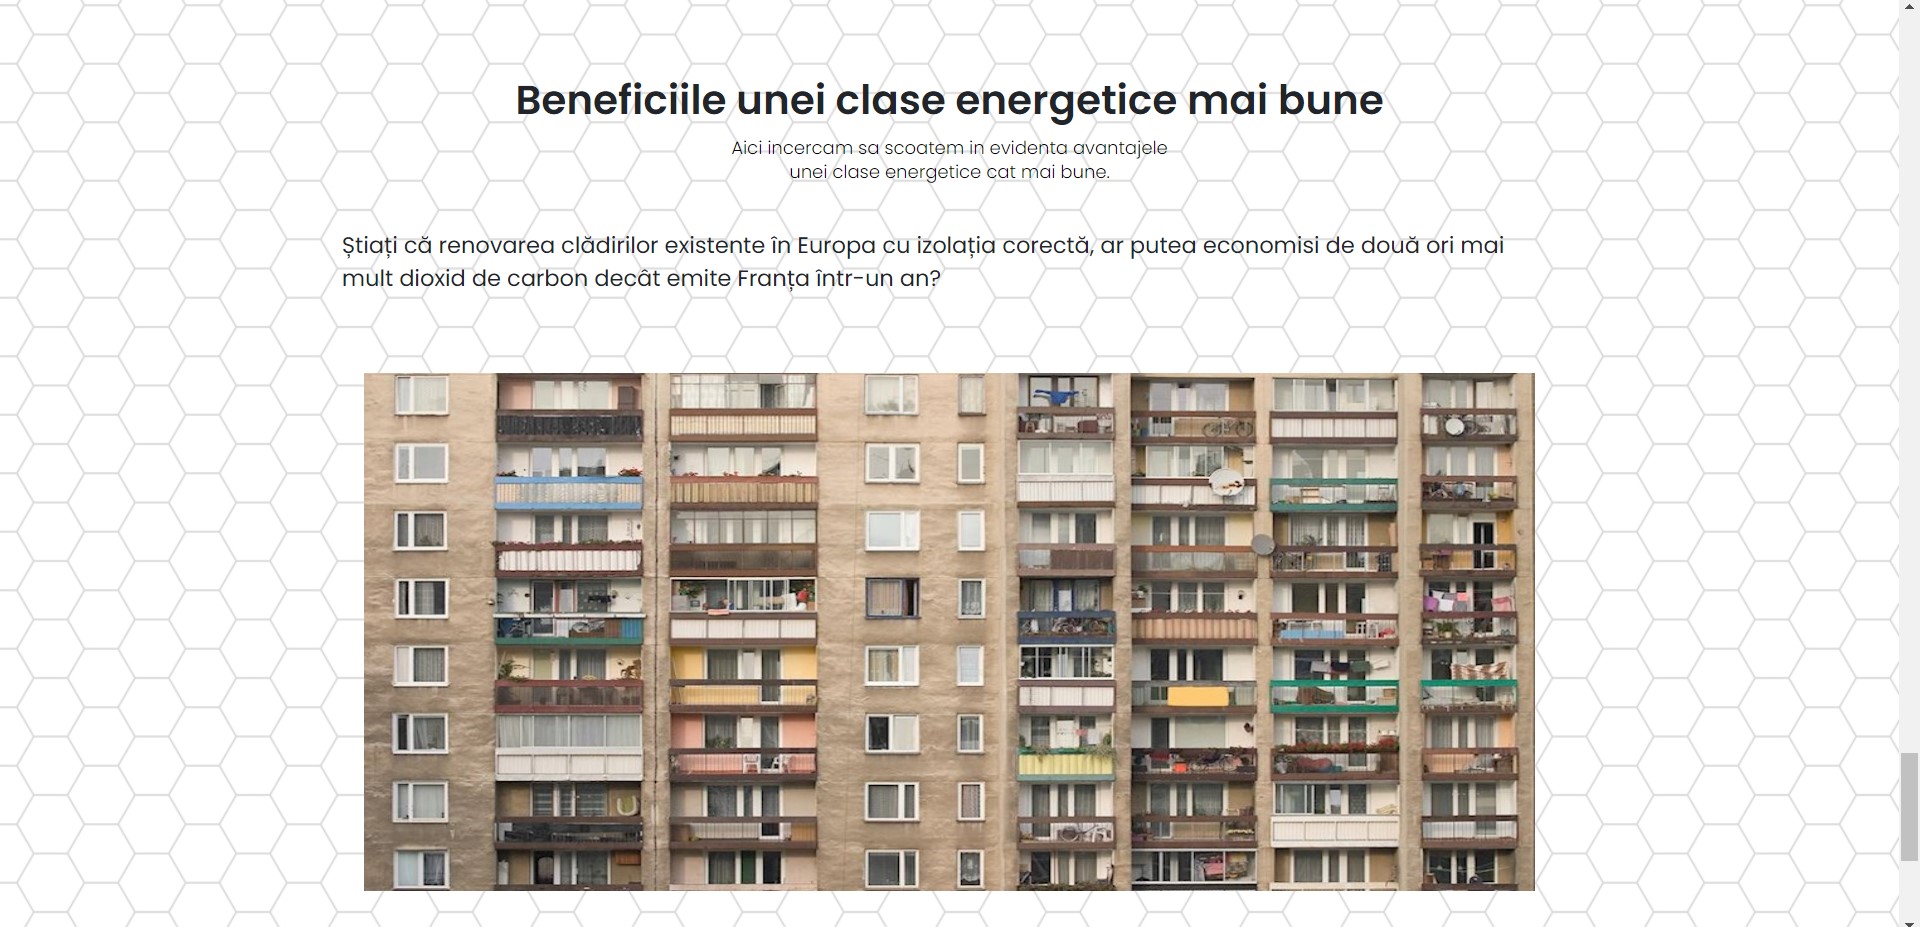 Beneficiile unei clase energetice mai bune
Aici incercam sa scoatem in evidenta avantajele
unei clase energetice cat mai bune.
Știați că renovarea clădirilor existente în Europa cu izolația corectă, ar putea economisi de două ori mai
mult dioxid de carbon decât emite Franța într-un an?